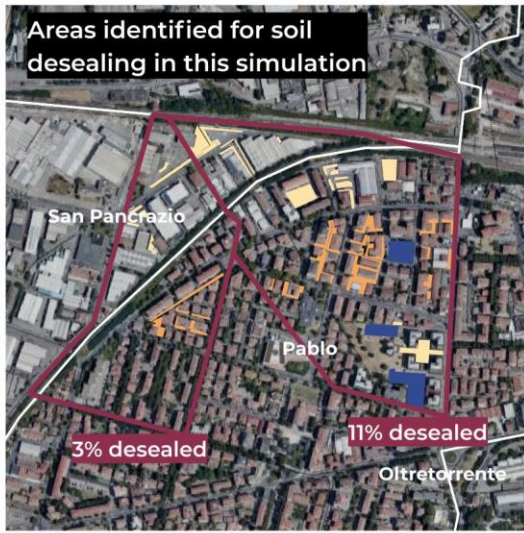 Areas identified for soil
desealing in this simulation
San Pancrazio
Pablo
11% desealed
3% desealed
Oltretorrente